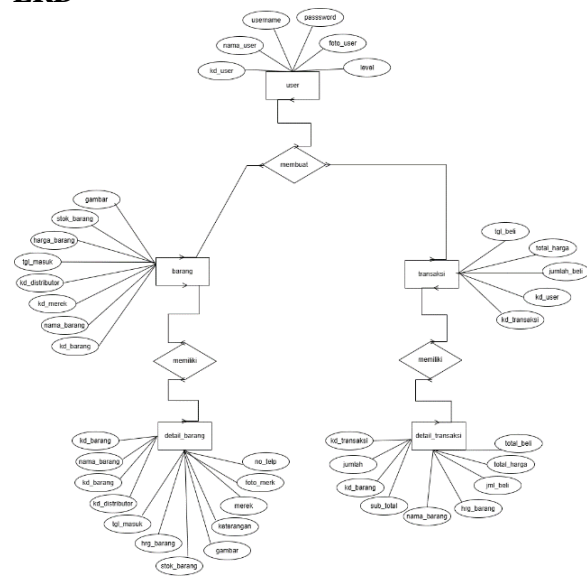 ERD
username
passsword
nama_user
foto_user
kd_user
level
user
membuat
gambar
stok_barang
harga_barang
tgl_masuk
kd_distributor
kd_merek
nama_barang
kd_barang
barang
tgl_beli
total_harga
jumlah_beli
kd_user
kd_transaksi
transaksi
memiliki
memiliki
kd_barang
nama_barang
kd_barang
kd_distributor
tgl_masuk
hrg_barang
stok_barang
gambar
keterangan
merek
foto_merk
no_telp
detail_barang
kd_transaksi
jumlah
kd_barang
sub_total
nama_barang
hrg_barang
jml_beli
total_harga
total_beli
detail_transaksi